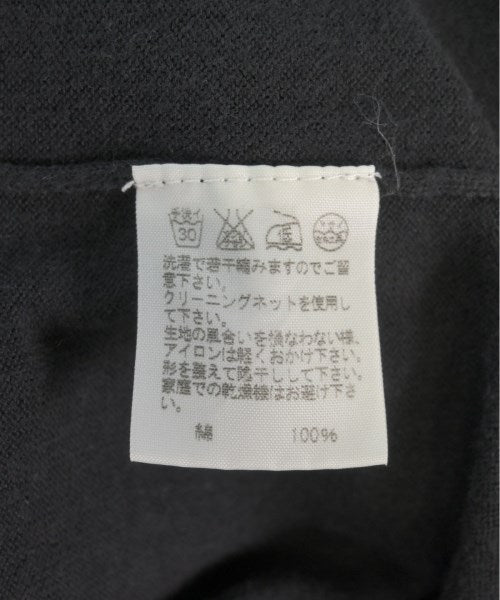 手洗イ
30
洗濯で若干縮みますのでご留
意下さい。
クリーニングネットを使用し
て下さい。
生地の風合いを損なわない様、
アイロンは軽くおかけ下さい。
形を整えて陰干しして下さい。
家庭での乾燥機はお避け下さ
い。
綿 100%